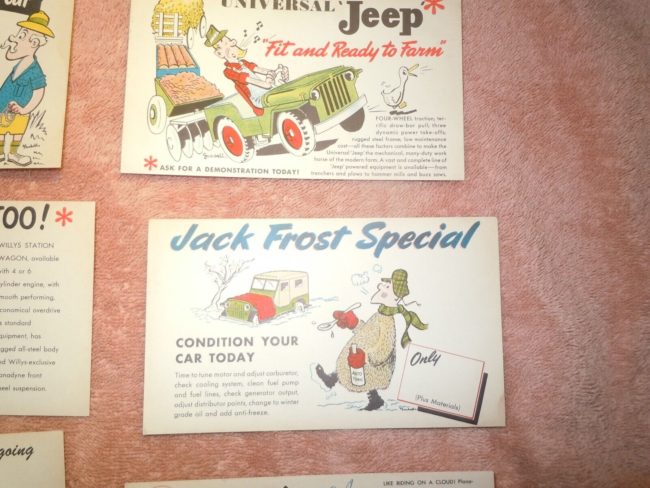 UNIVERSAL 'Jeep *
"Fit and Ready to Farm"
FOUR-WHEEL traction; ter-
rific draw-bar pull; three
dynamic power take-offs;
rugged steel frame, low maintenance
cost—all these factors combine to make the
Universal 'Jeep' the mechanical, many-duty work
horse of the modern farm. A vast and complete line of
'Jeep' powered equipment is available—from
trenchers and plows to hammer mills and buzz saws.
* ASK FOR A DEMONSTRATION TODAY!
TOO! *
WILLYS STATION
WAGON, available
with 4 or 6
cylinder engine, with
smooth performing,
economical overdrive
as standard
equipment, has
rugged all-steel body
and Willys-exclusive
Planadyne front
wheel suspension.
going
Jack Frost Special
CONDITION YOUR
CAR TODAY
Time to tune motor and adjust carburetor,
check cooling system, clean fuel pump
and fuel lines, check generator output,
adjust distributor points, change to winter
grade oil and add anti-freeze.
ANTI
Only
(Plus Materials)
LIKE RIDING ON A CLOUD! Plana-